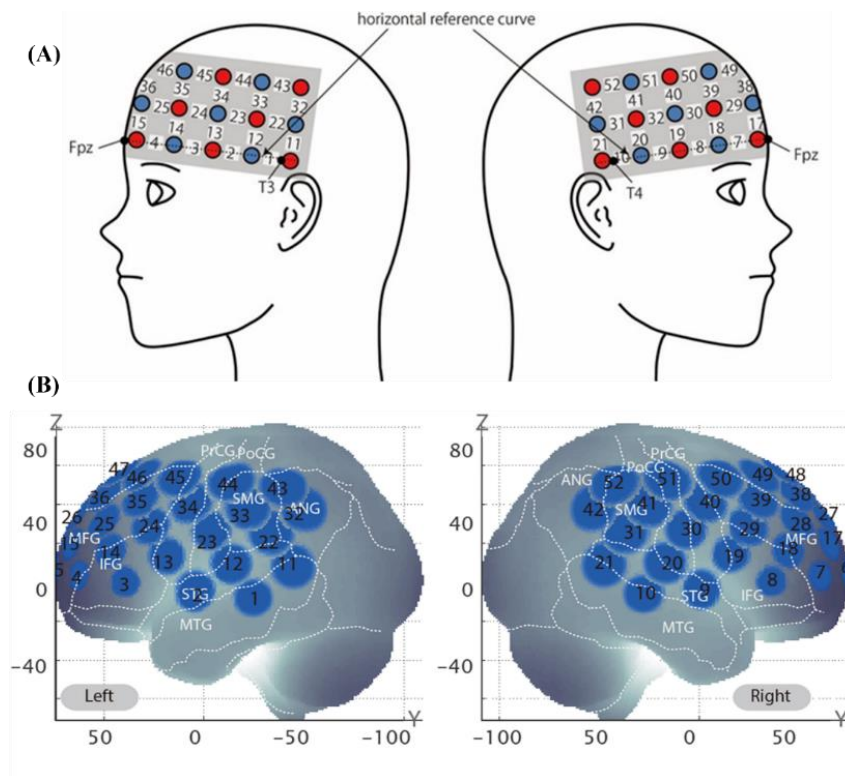 horizontal reference curve
(A)
46 45 44 43
52 51 50 49
36 35 34 33 32
42 41 40 39 38
25 24 23 22
31 32 30 29
15 14 13 12 11
21 20 19 18 17
4 3 2 1
10 9 8 7
Fpz
Fpz
T3
T4
(B)
Z
Z
80
80
40
40
0
0
−40
−40
PrCG PoCG
47 46 45 44 43
SMG
ANG
36 35 34 33 32
26 25 24 23 22
MFG
15 14 13 12 11
IFG
5 4 3 2 1
STG
MTG
Left
PrCG
PoCG
ANG
52 51 50 49 48
SMG
42 41 40 39 38
31 30 29 28 27
MFG
21 20 19 18 17
10 9 8 7 6
STG
IFG
MTG
Right
Y
Y
50 0 −50 −100
−100 50 0 50